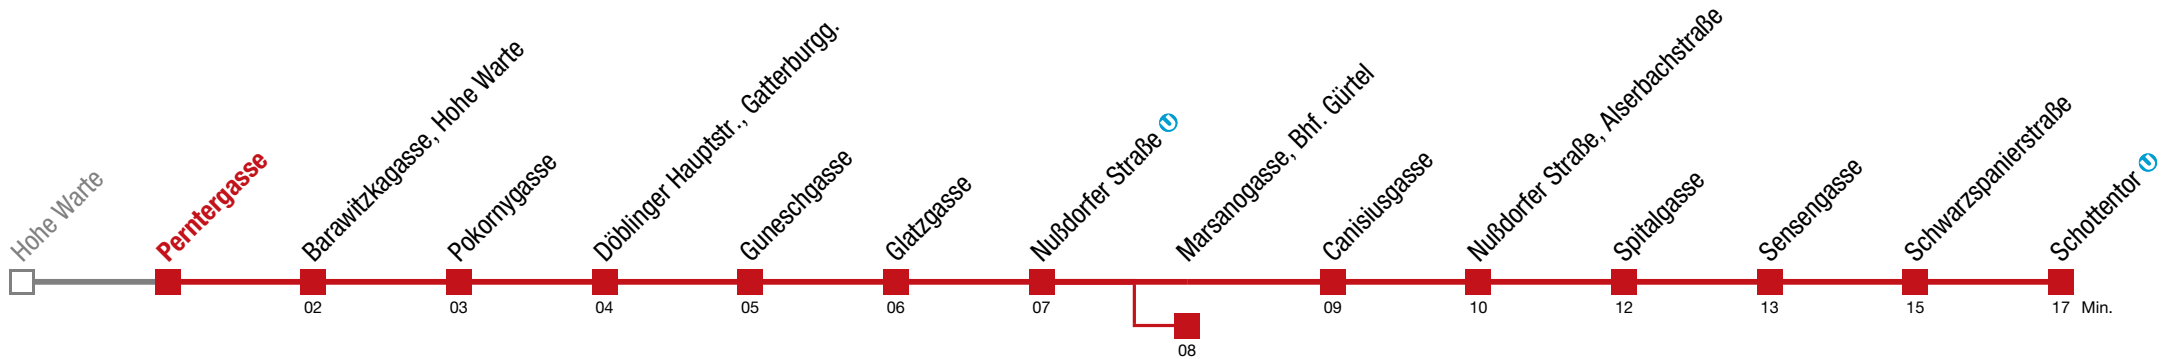 Hohe Warte
Perntergasse
Barawitzkagasse, Hohe Warte
Pokornygasse
Döblinger Hauptstr., Gatterburgg.
Guneschgasse
Glatzgasse
Nußdorfer Straße U
Marsanogasse, Bhf. Gürtel
Canisiusgasse
Nußdorfer Straße, Alserbachstraße
Spitalgasse
Sensengasse
Schwarzspanierstraße
Schottentor U
02
03
04
05
06
07
08
09
10
12
13
15
17 Min.